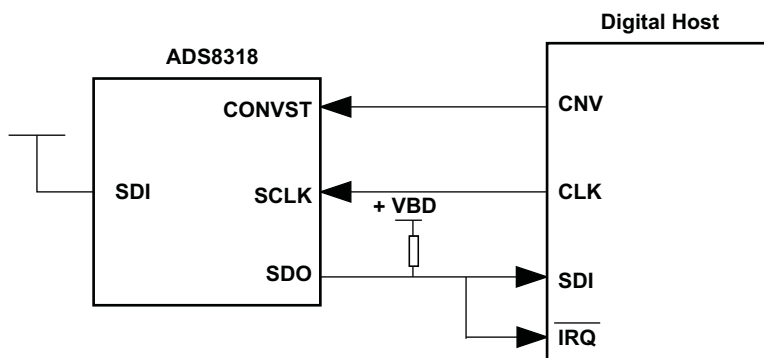 Digital Host
ADS8318
CONVST
CNV
SDI
SCLK
CLK
+ VBD
SDO
SDI
IRQ